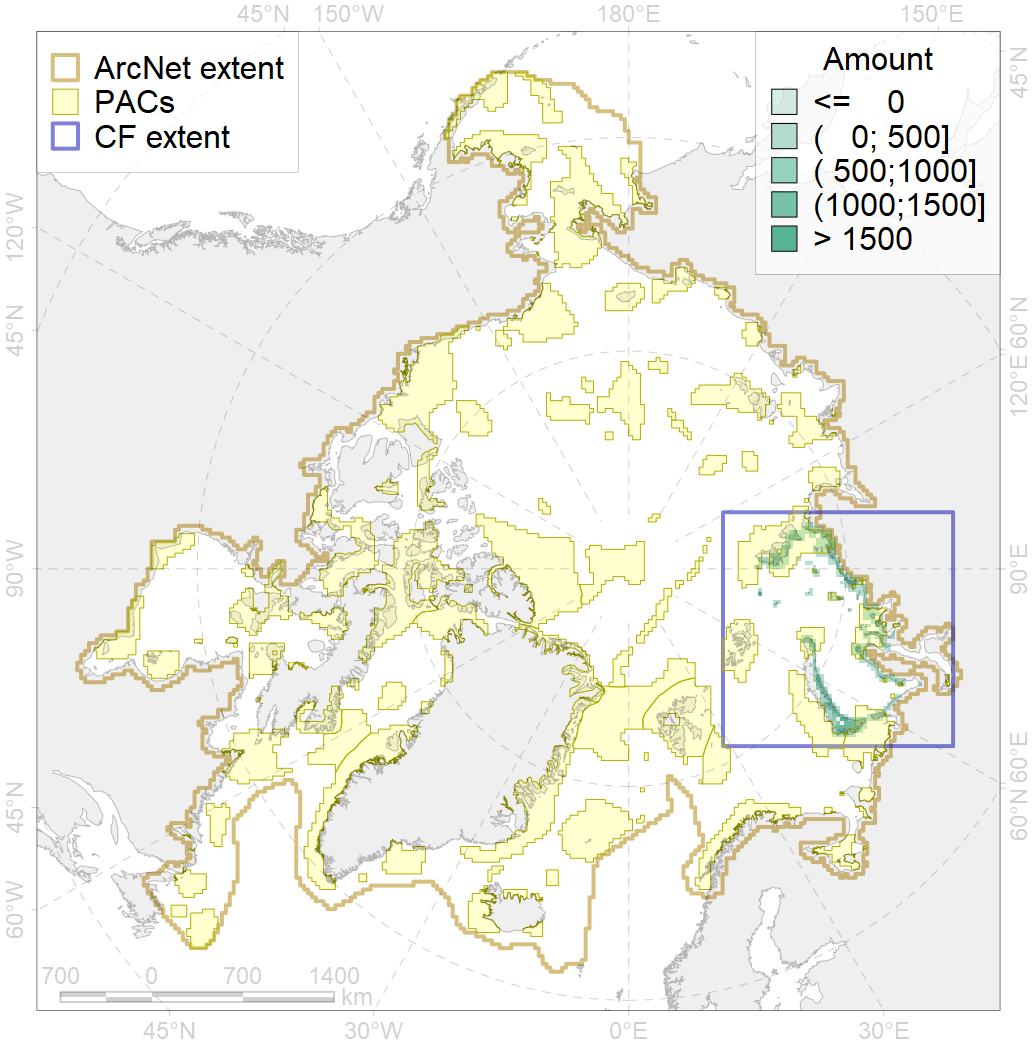 45°N 150°W 180°E 150°E
ArcNet extent
PACs
CF extent
Amount
<= 0
( 0; 500]
( 500;1000]
(1000;1500]
> 1500
45°N
120°W
60°N
45°N
120°E
90°W
90°E
60°E
45°N
60°N
60°W
700 0 700 1400
km
45°N 30°W 0°E 30°E